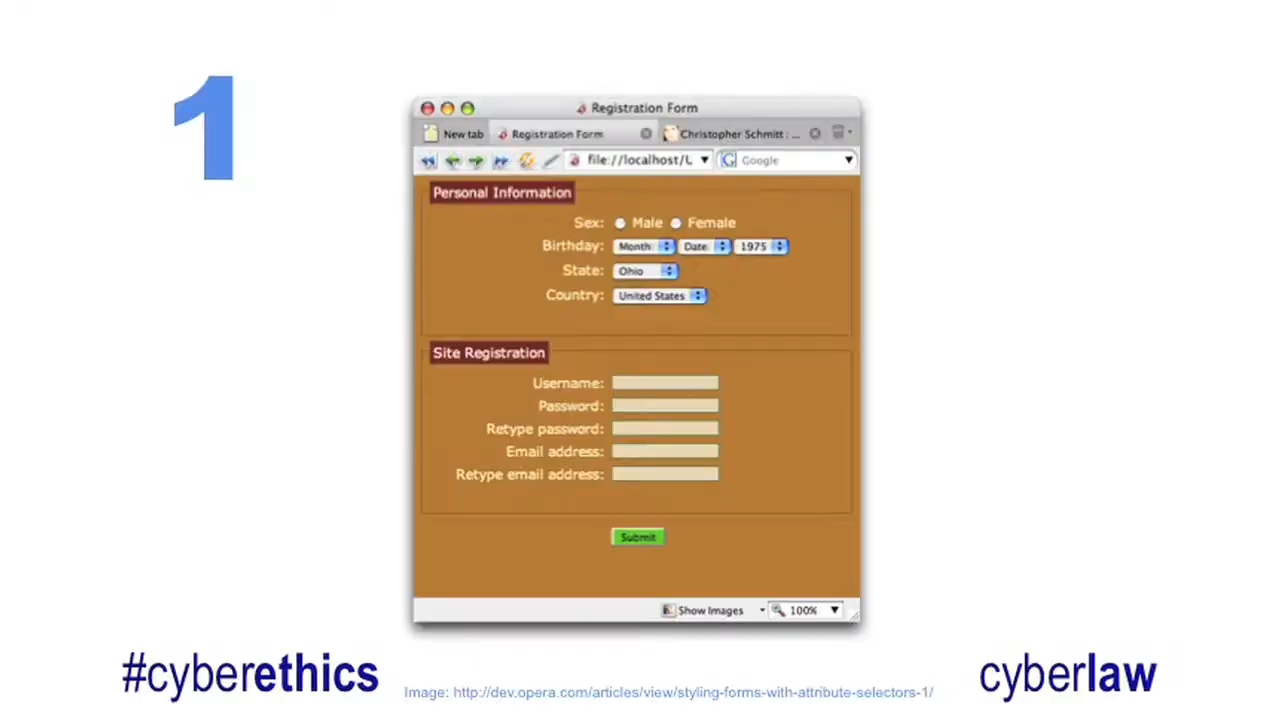 1
Registration Form
New tab
Registration Form
Christopher Schmitt : ...
file://localhost/L
Google
Personal Information
Sex: Male Female
Birthday: Month: Date: 1975
State: Ohio
Country: United States
Site Registration
Username:
Password:
Retype password:
Email address:
Retype email address:
Submit
Show Images
100%
#cyberethics
Image: http://dev.opera.com/articles/view/styling-forms-with-attribute-selectors-1/
cyberlaw